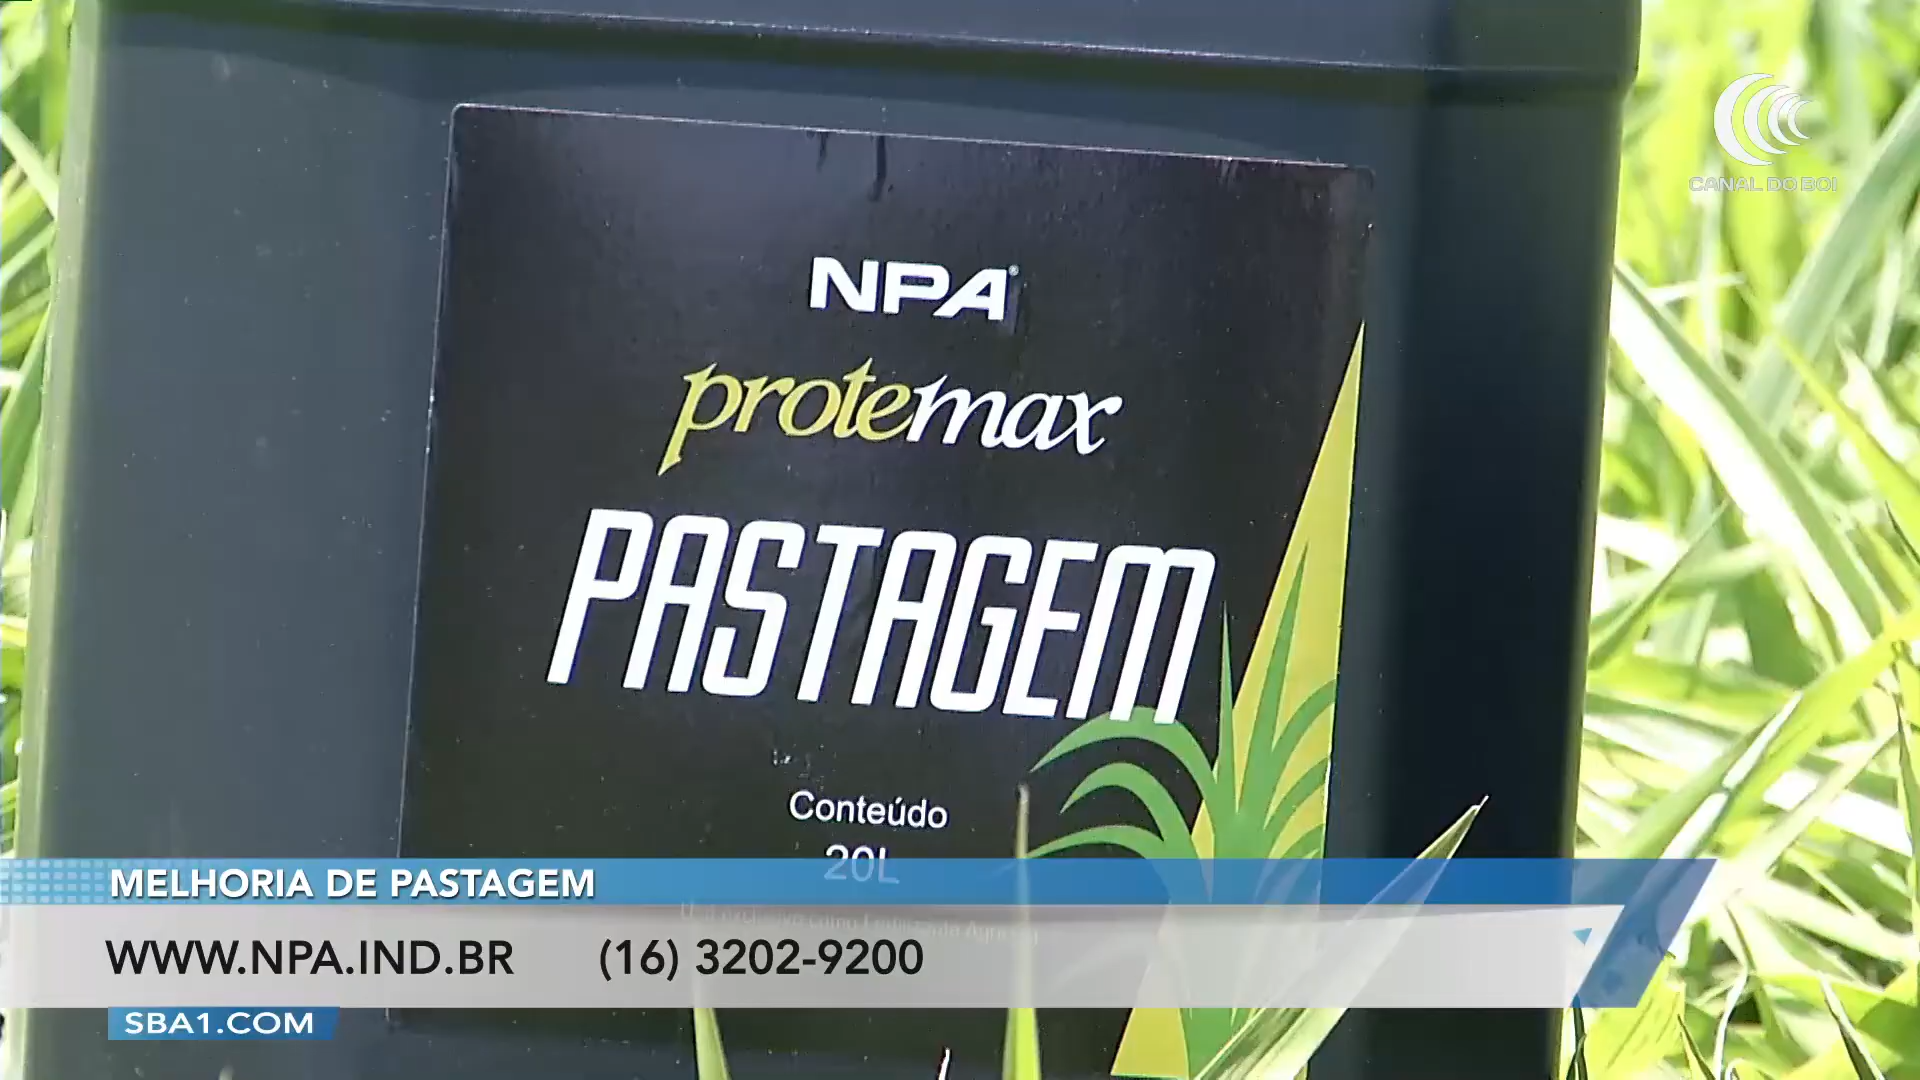 CANAL DO BOI
NPA
protemax
PASTAGEM
Conteúdo
20L
MELHORIA DE PASTAGEM
WWW.NPA.IND.BR (16) 3202-9200
SBA1.COM